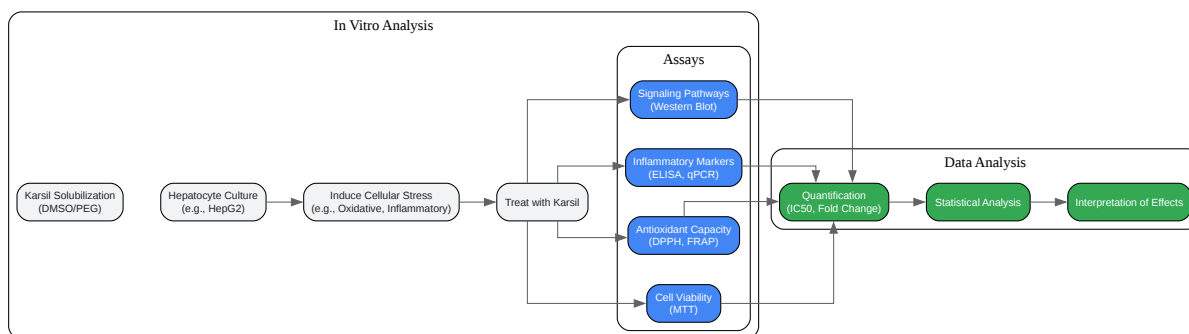 In Vitro Analysis
Assays
Signaling Pathways
(Western Blot)
Inflammatory Markers
(ELISA, qPCR)
Data Analysis
Karsil Solubilization
(DMSO/PEG)
Hepatocyte Culture
(e.g., HepG2)
Induce Cellular Stress
(e.g., Oxidative, Inflammatory)
Treat with Karsil
Quantification
(IC50, Fold Change)
Statistical Analysis
Interpretation of Effects
Antioxidant Capacity
(DPPH, FRAP)
Cell Viability
(MTT)